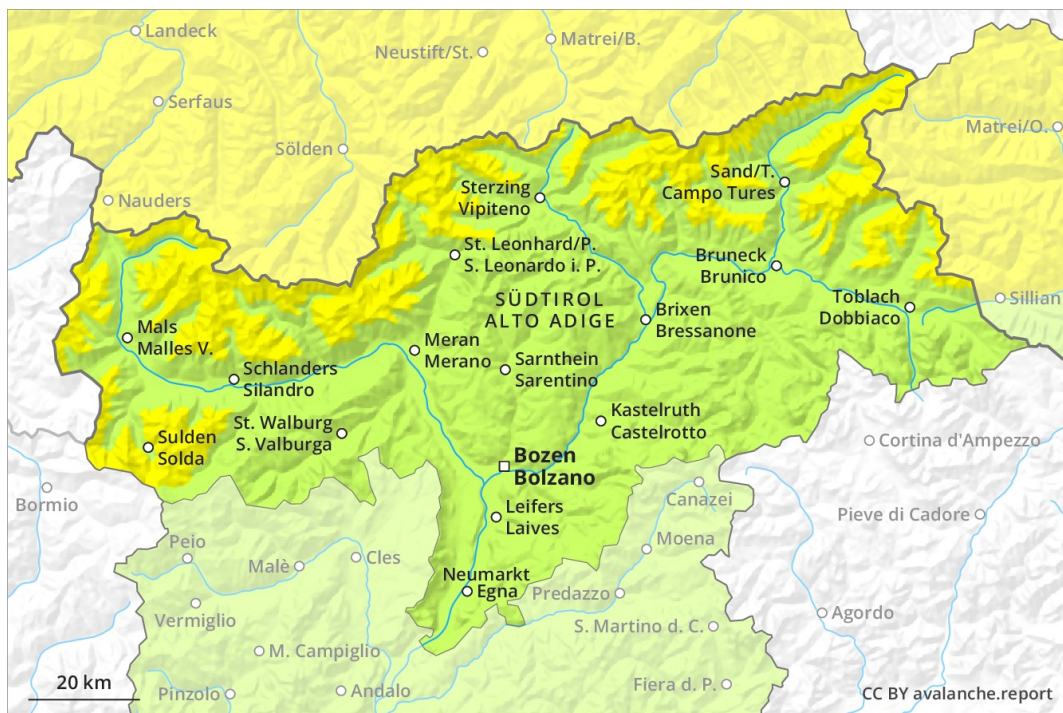 Landeck
Matrei/B.
Neustift/St.
Serfaus
Matrei/O.
Sölden
Sand/T.
Campo Tures
Sterzing
Vipiteno
Nauders
St. Leonhard/P.
S. Leonardo i. P.
Bruneck
Brunico
SÜDTIROL
ALTO ADIGE
Toblach
Dobbiaco
Sillian
Brixen
Bressanone
Mals
Malles V.
Meran
Merano
Sarnthein
Sarentino
Schlanders
Silandro
Kastelruth
Castelrotto
St. Walburg
S. Valburga
Sulden
Solda
Cortina d'Ampezzo
Bozen
Bolzano
Bormio
Canazei
Leifers
Laives
Pieve di Cadore
Moena
Peio
Cles
Malè
Neumarkt
Egna
Predazzo
Vermiglio
Agordo
S. Martino d. C.
M. Campiglio
20 km
Pinzolo
Andalo
Fiera d. P.
CC BY avalanche.report